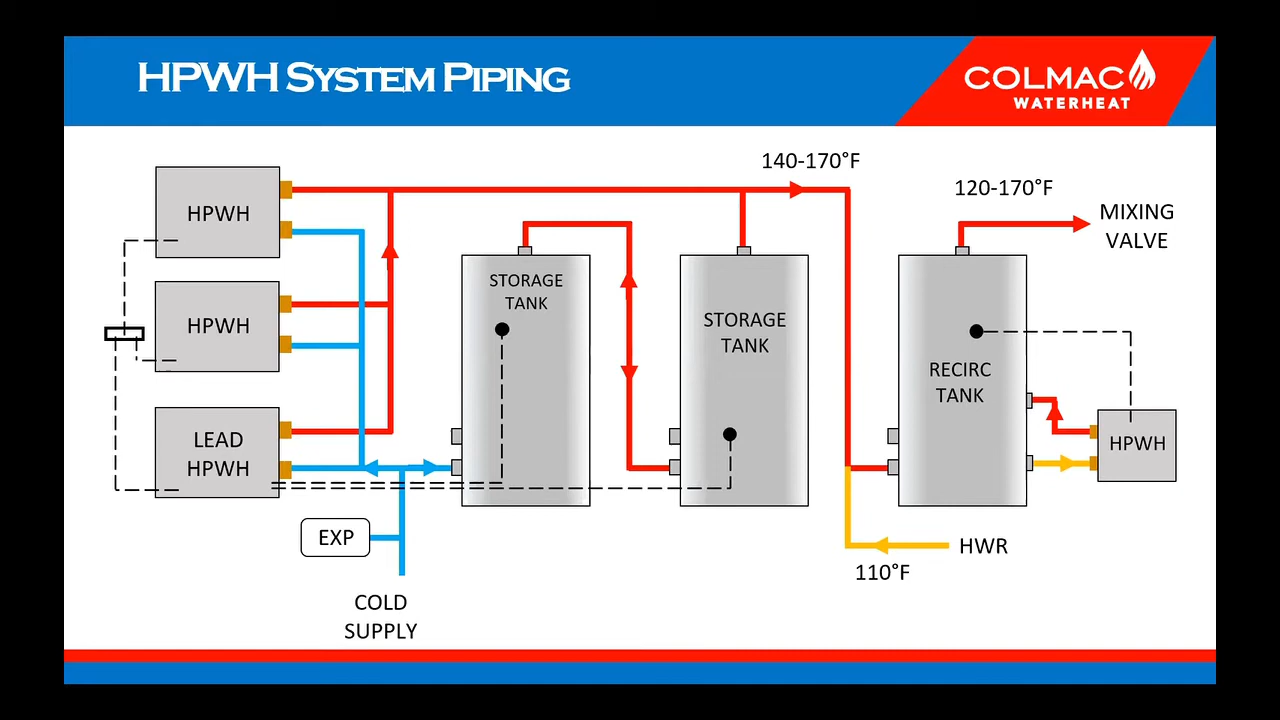 HPWH SYSTEM PIPING
COLMAC
WATERHEAT
140-170°F
120-170°F
MIXING
VALVE
HPWH
HPWH
LEAD
HPWH
STORAGE
TANK
STORAGE
TANK
RECIRC
TANK
HPWH
EXP
COLD
SUPPLY
HWR
110°F